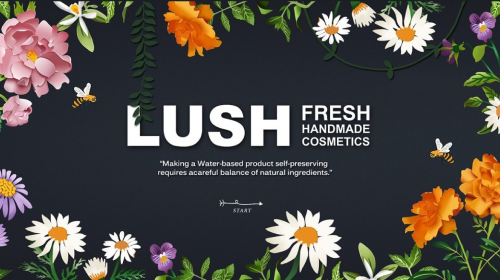 LUSH
FRESH
HANDMADE
COSMETICS
"Making a Water-based product self-preserving
requires acareful balance of natural ingredients."
START